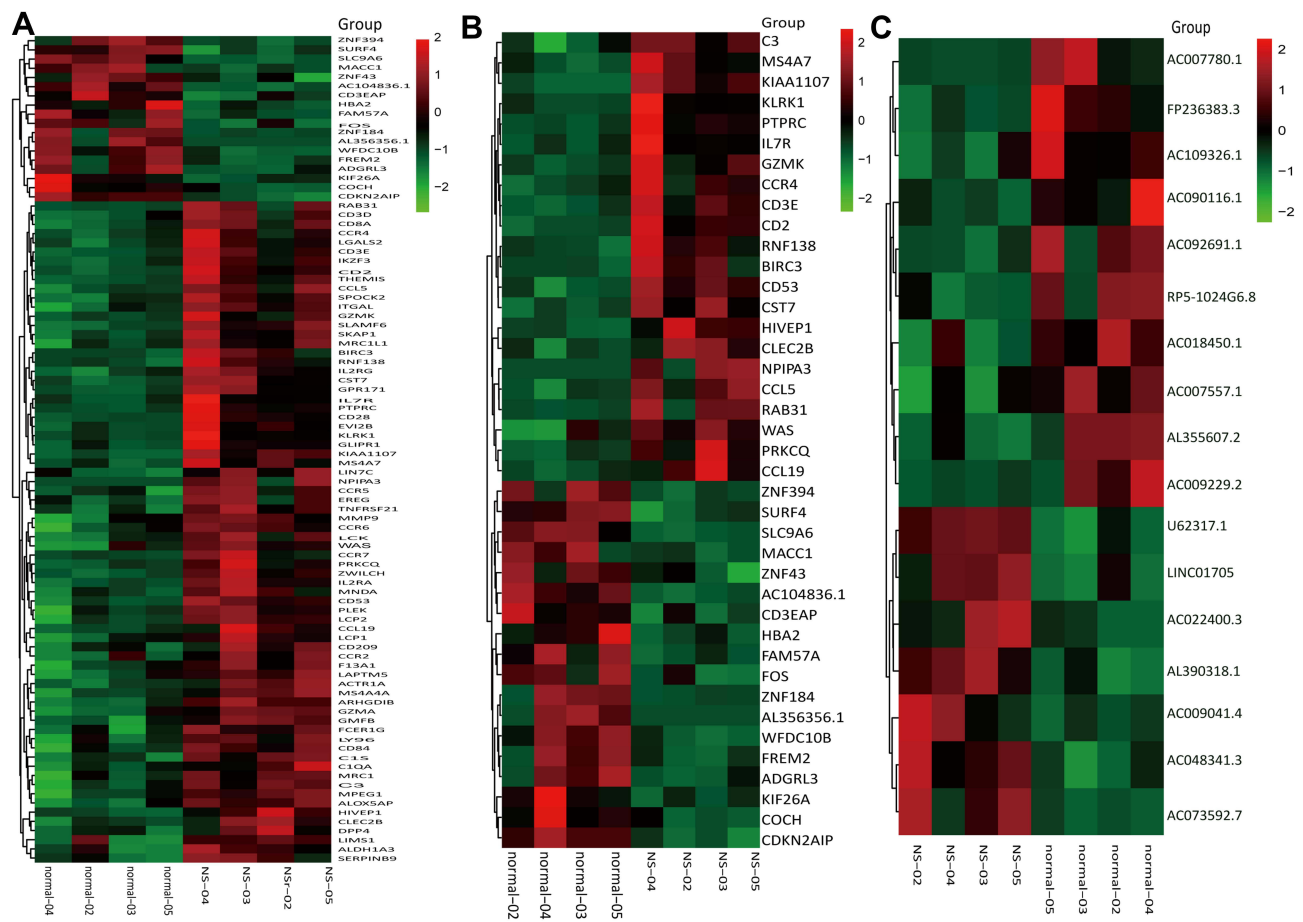 A
Group
ZNF394
SURF4
SLC9A6
MACC1
ZNF43
AC104836.1
CD3EAP
HBA2
FAM57A
FOS
ZNF184
AL356356.1
WFDC10B
FREM2
ADGRL3
KIF26A
COCH
CDKN2AIP
RAB31
CD3D
CD8A
CCR4
LGALS2
CD3E
IKZF3
CD2
THEMIS
CCL5
SPOCK2
ITGAL
GZMK
SLAMF6
SKAP1
MRC1L1
BIRC3
RNF138
IL2RG
CST7
GPR171
IL7R
PTPRC
CD28
EVI2B
KLRK1
GLIPR1
KIAA1107
MS4A7
LIN7C
NPIPA3
CCR5
EREG
TNFRSF21
MMP9
CCR6
LCK
WAS
CCR7
PRKCQ
ZWILCH
IL2RA
MNDA
CD53
PLEK
LCP2
CCL19
LCP1
CD209
CCR2
F13A1
LAPTM5
ACTR1A
MS4A4A
ARHGDIB
GZMA
GMFB
FCER1G
LY96
CD84
C1S
C1QA
MRC1
C3
MPEG1
ALOX5AP
HIVEP1
CLEC2B
DPP4
LIMS1
ALDH1A3
SERPINB9
normal-04
normal-02
normal-03
normal-05
NS-04
NS-03
NSr-02
NS-05
2
1
0
-1
-2
B
Group
C3
MS4A7
KIAA1107
KLRK1
PTPRC
IL7R
GZMK
CCR4
CD3E
CD2
RNF138
BIRC3
CD53
CST7
HIVEP1
CLEC2B
NPIPA3
CCL5
RAB31
WAS
PRKCQ
CCL19
ZNF394
SURF4
SLC9A6
MACC1
ZNF43
AC104836.1
CD3EAP
HBA2
FAM57A
FOS
ZNF184
AL356356.1
WFDC10B
FREM2
ADGRL3
KIF26A
COCH
CDKN2AIP
normal-02
normal-04
normal-03
normal-05
NS-04
NS-02
NS-03
NS-05
2
1
0
-1
-2
C
Group
AC007780.1
FP236383.3
AC109326.1
AC090116.1
AC092691.1
RP5-1024G6.8
AC018450.1
AC007557.1
AL355607.2
AC009229.2
U62317.1
LINC01705
AC022400.3
AL390318.1
AC009041.4
AC048341.3
AC073592.7
NS-02
NS-04
NS-03
NS-05
normal-05
normal-03
normal-02
normal-04
2
1
0
-1
-2